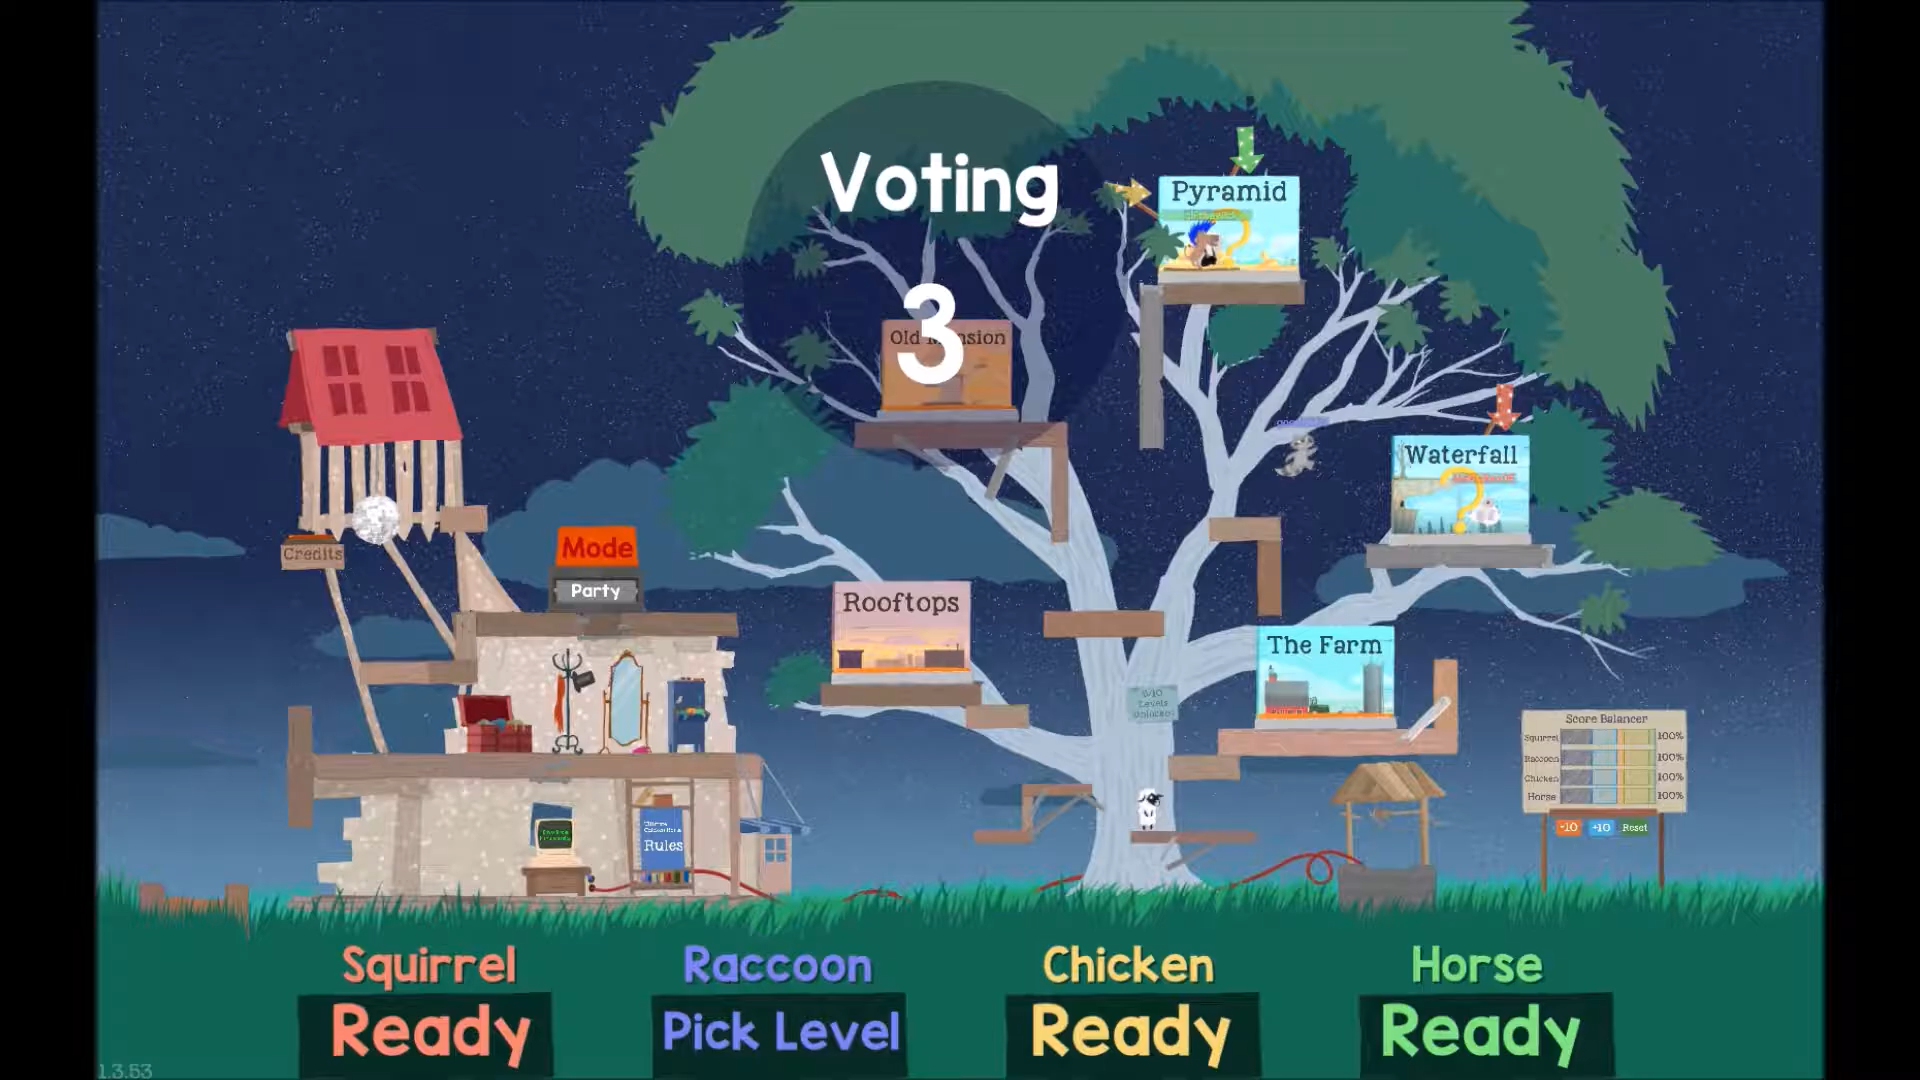 Voting
3
Pyramid
Old Mansion
Waterfall
Credits
Mode
Party
Rooftops
The Farm
Levels
Score Balancer
Squirrel 100%
Raccoon 100%
Chicken 100%
Horse 100%
-10 +10 Reset
Rules
Squirrel
Ready
Raccoon
Pick Level
Chicken
Ready
Horse
Ready
1.3.53